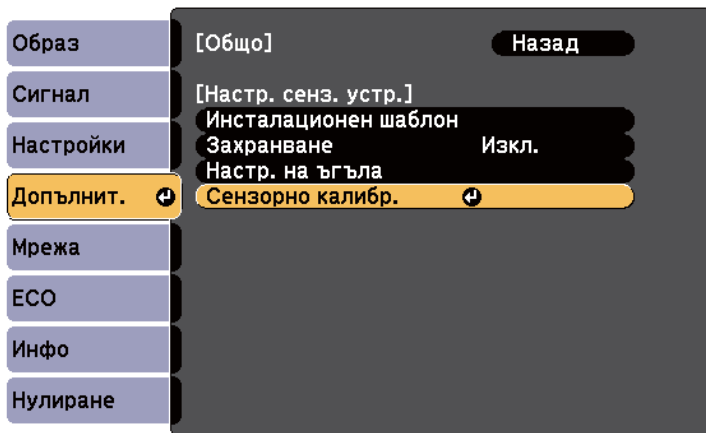 Образ
Сигнал
Настройки
Допълнит.
Мрежа
ECO
Инфо
Нулиране
[Общо] Назад
[Настр. сенз. устр.]
Инсталационен шаблон
Захранване Изкл.
Настр. на ъгъла
Сензорно калибр.